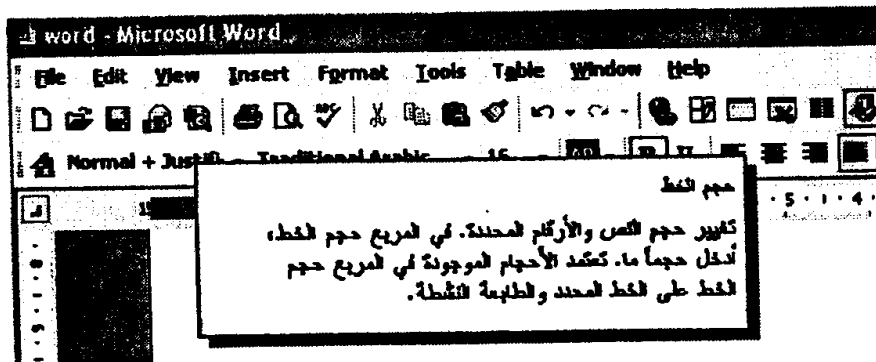 word - Microsoft Word
File Edit View Insert Format Tools Table Window Help
Normal + Justifi Traditional Arabic 16
حجم الخط
تغيير حجم النص والأرقام المحددة. في المربع حجم الخط،
أدخل حجماً ما. تعتمد الأحجام الموجودة في المربع حجم
الخط على الخط المحدد والطابعة النشطة.